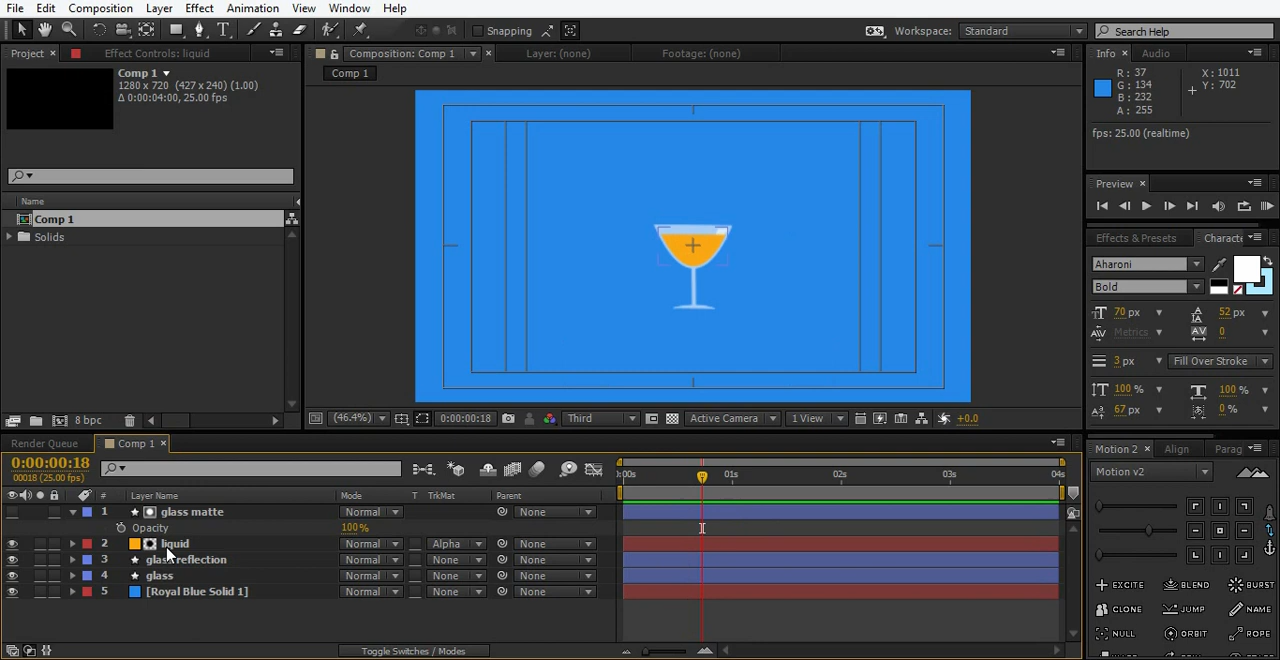 File Edit Composition Layer Effect Animation View Window Help
Snapping Workspace: Standard Search Help
Project Effect Controls: liquid Composition: Comp 1 Layer: (none) Footage: (none) Info Audio
Comp 1
1280 x 720 (427 x 240) (1.00)
Δ 0:00:04:00, 25.00 fps
Comp 1
R: 37
G: 134
B: 232
A: 255
X: 1011
Y: 702
fps: 25.00 (realtime)
Preview
Name
Comp 1
Solids
Effects & Presets Characte
Aharoni
Bold
70 px 52 px
Metrics 0
3 px Fill Over Stroke
100 % 100 %
67 px 0 %
8 bpc
(46.4%) 0:00:00:18 Third Active Camera 1 View +0.0
Render Queue Comp 1
0:00:00:18
00018 (25.00 fps)
:00s 01s 02s 03s 04s
# Layer Name Mode T TrkMat Parent
1 glass matte Normal None
Opacity 100%
2 liquid Normal Alpha None
3 glass reflection Normal None None
4 glass Normal None None
5 [Royal Blue Solid 1] Normal None None
Toggle Switches / Modes
Motion 2 Align Parag
Motion v2
EXCITE BLEND BURST
CLONE JUMP NAME
NULL ORBIT ROPE